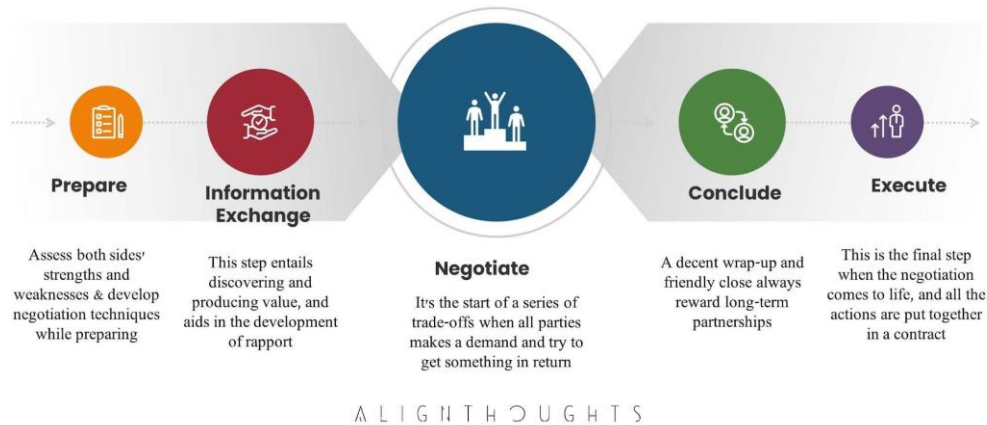 Prepare
Assess both sides'
strengths and
weaknesses & develop
negotiation techniques
while preparing
Information
Exchange
This step entails
discovering and
producing value, and
aids in the development
of rapport
Negotiate
It's the start of a series of
trade-offs when all parties
makes a demand and try to
get something in return
Conclude
A decent wrap-up and
friendly close always
reward long-term
partnerships
Execute
This is the final step
when the negotiation
comes to life, and all the
actions are put together
in a contract
ALIGNTHOUGHTS